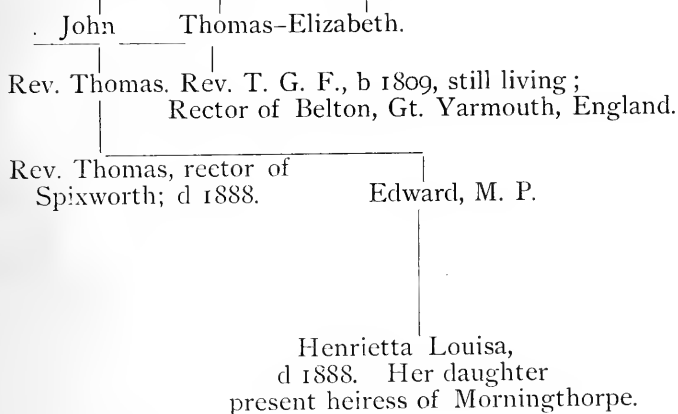 John Thomas-Elizabeth.
Rev. Thomas. Rev. T. G. F., b 1809, still living;
Rector of Belton, Gt. Yarmouth, England.
Rev. Thomas, rector of
Spixworth; d 1888.
Edward, M. P.
Henrietta Louisa,
d 1888. Her daughter
present heiress of Morningthorpe.